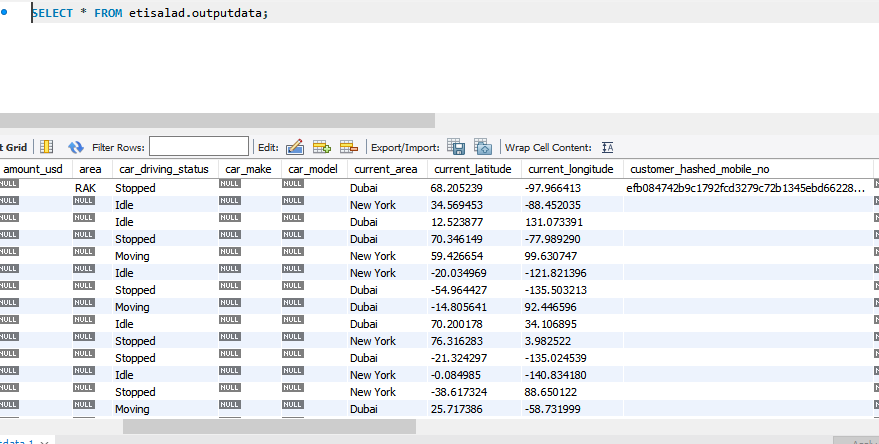 SELECT * FROM etisalad.outputdata;
t Grid Filter Rows: Edit: Export/Import: Wrap Cell Content: IA
amount_usd area car_driving_status car_make car_model current_area current_latitude current_longitude customer_hashed_mobile_no
NULL RAK Stopped NULL NULL Dubai 68.205239 -97.966413 efb084742b9c1792fcd3279c72b1345ebd66228...
NULL NULL Idle NULL NULL New York 34.569453 -88.452035
NULL NULL Idle NULL NULL Dubai 12.523877 131.073391
NULL NULL Stopped NULL NULL Dubai 70.346149 -77.989290
NULL NULL Moving NULL NULL New York 59.426654 99.630747
NULL NULL Idle NULL NULL New York -20.034969 -121.821396
NULL NULL Stopped NULL NULL Dubai -54.964427 -135.503213
NULL NULL Moving NULL NULL Dubai -14.805641 92.446596
NULL NULL Idle NULL NULL Dubai 70.200178 34.106895
NULL NULL Stopped NULL NULL New York 76.316283 3.982522
NULL NULL Stopped NULL NULL Dubai -21.324297 -135.024539
NULL NULL Idle NULL NULL New York -0.084985 -140.834180
NULL NULL Stopped NULL NULL New York -38.617324 88.650122
NULL NULL Moving NULL NULL Dubai 25.717386 -58.731999